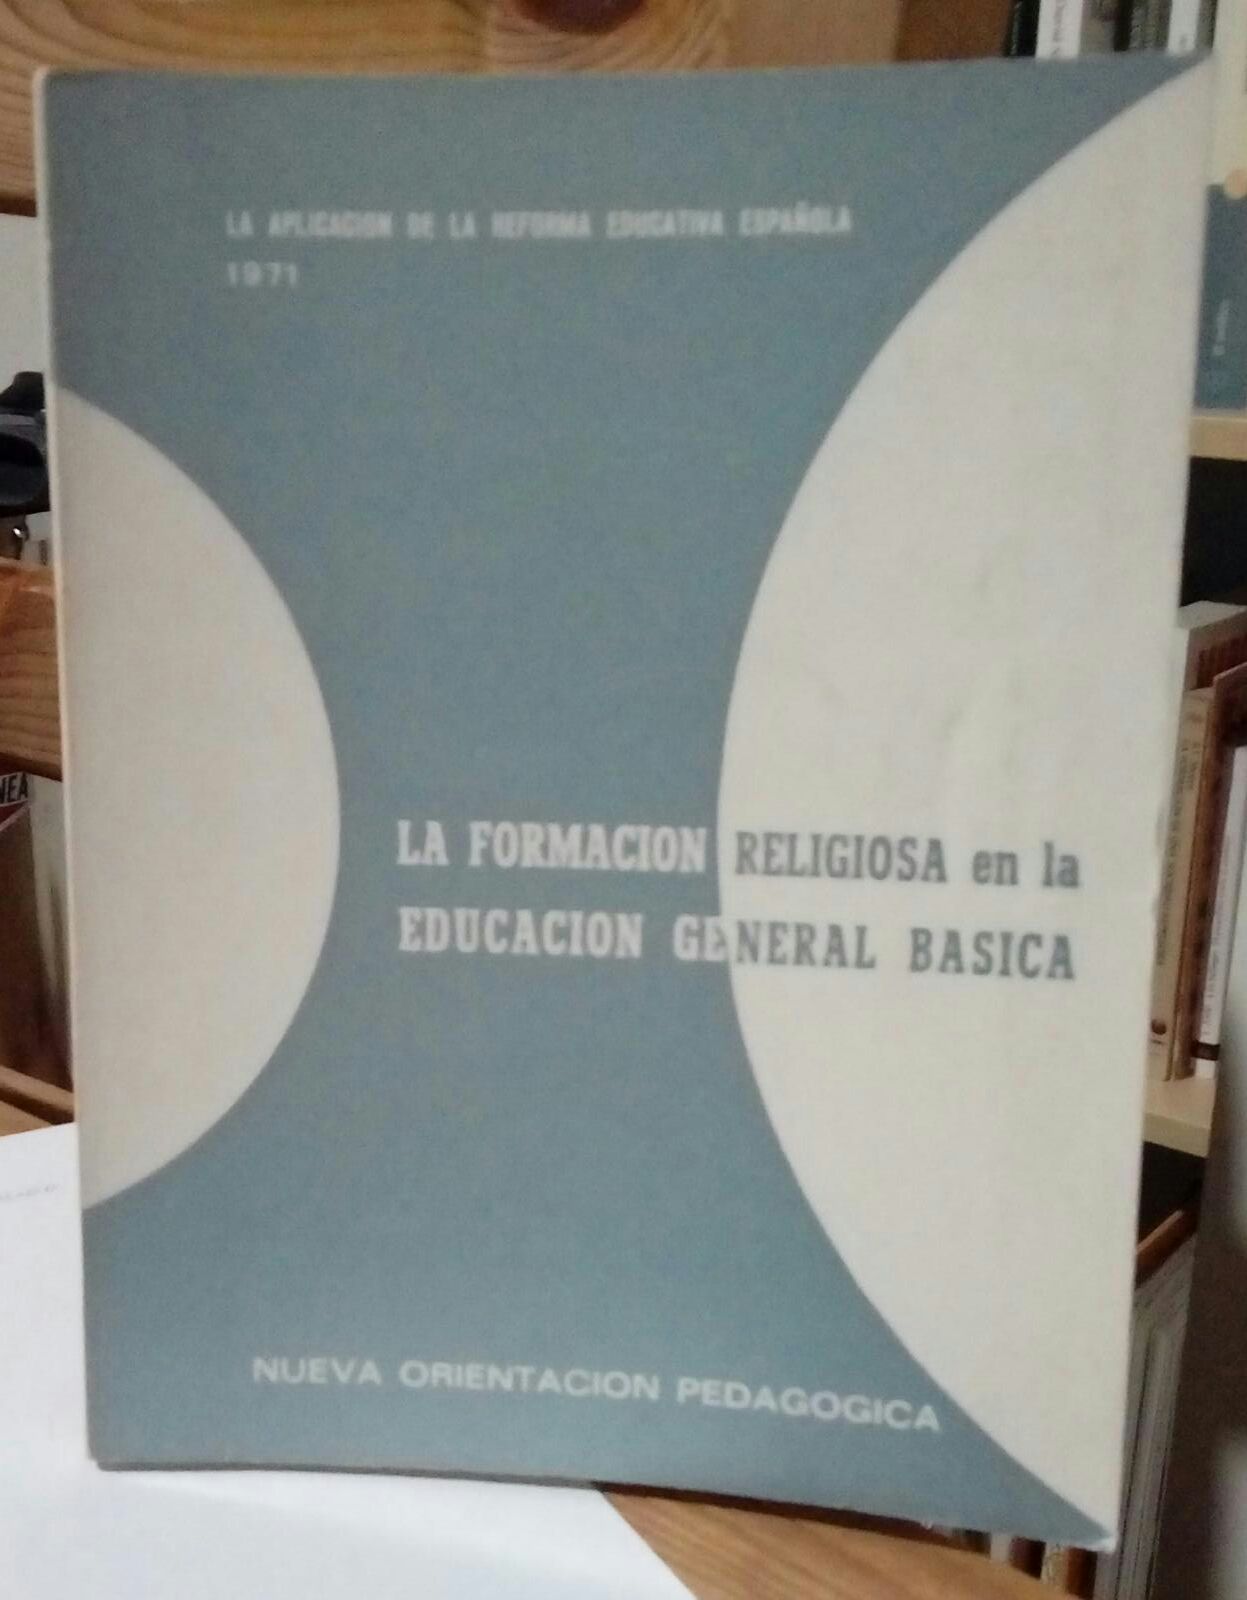 LA APLICACION DE LA REFORMA EDUCATIVA ESPAÑOLA
1971
LA FORMACION RELIGIOSA en la
EDUCACION GENERAL BASICA
NUEVA ORIENTACION PEDAGOGICA